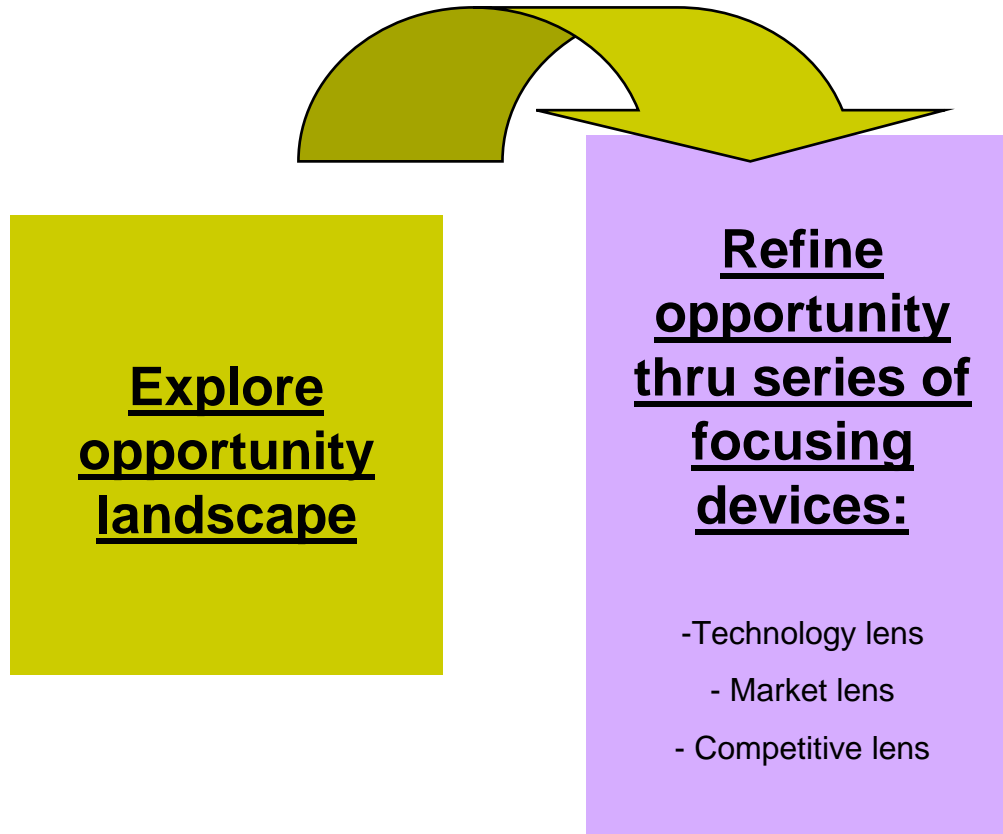 Explore
opportunity
landscape
Refine
opportunity
thru series of
focusing
devices:
-Technology lens
- Market lens
- Competitive lens